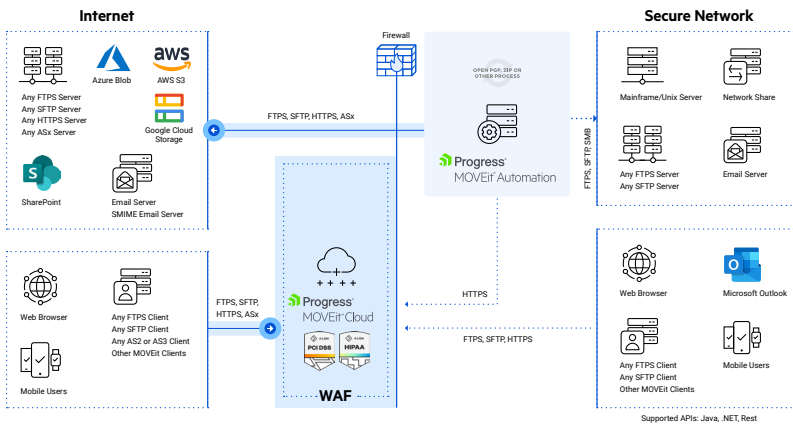 Internet
Secure Network
Firewall
Azure Blob
aws
AWS S3
Any FTPS Server
Any SFTP Server
Any HTTPS Server
Any ASx Server
Google Cloud
Storage
S
SharePoint
Email Server
SMIME Email Server
FTPS, SFTP, HTTPS, ASx
OPEN PGP, ZIP OR
OTHER PROCESS
Progress®
MOVEit® Automation
FTPS, SFTP, SMB
Mainframe/Unix Server
Network Share
Any FTPS Server
Any SFTP Server
Email Server
Web Browser
Any FTPS Client
Any SFTP Client
Any AS2 or AS3 Client
Other MOVEit Clients
Mobile Users
FTPS, SFTP,
HTTPS, ASx
Progress®
MOVEit® Cloud
A-LIGN
PCI DSS
A-LIGN
HIPAA
WAF
HTTPS
FTPS, SFTP, HTTPS
Web Browser
O
Microsoft Outlook
Any FTPS Client
Any SFTP Client
Other MOVEit Clients
Mobile Users
Supported APIs: Java, .NET, Rest